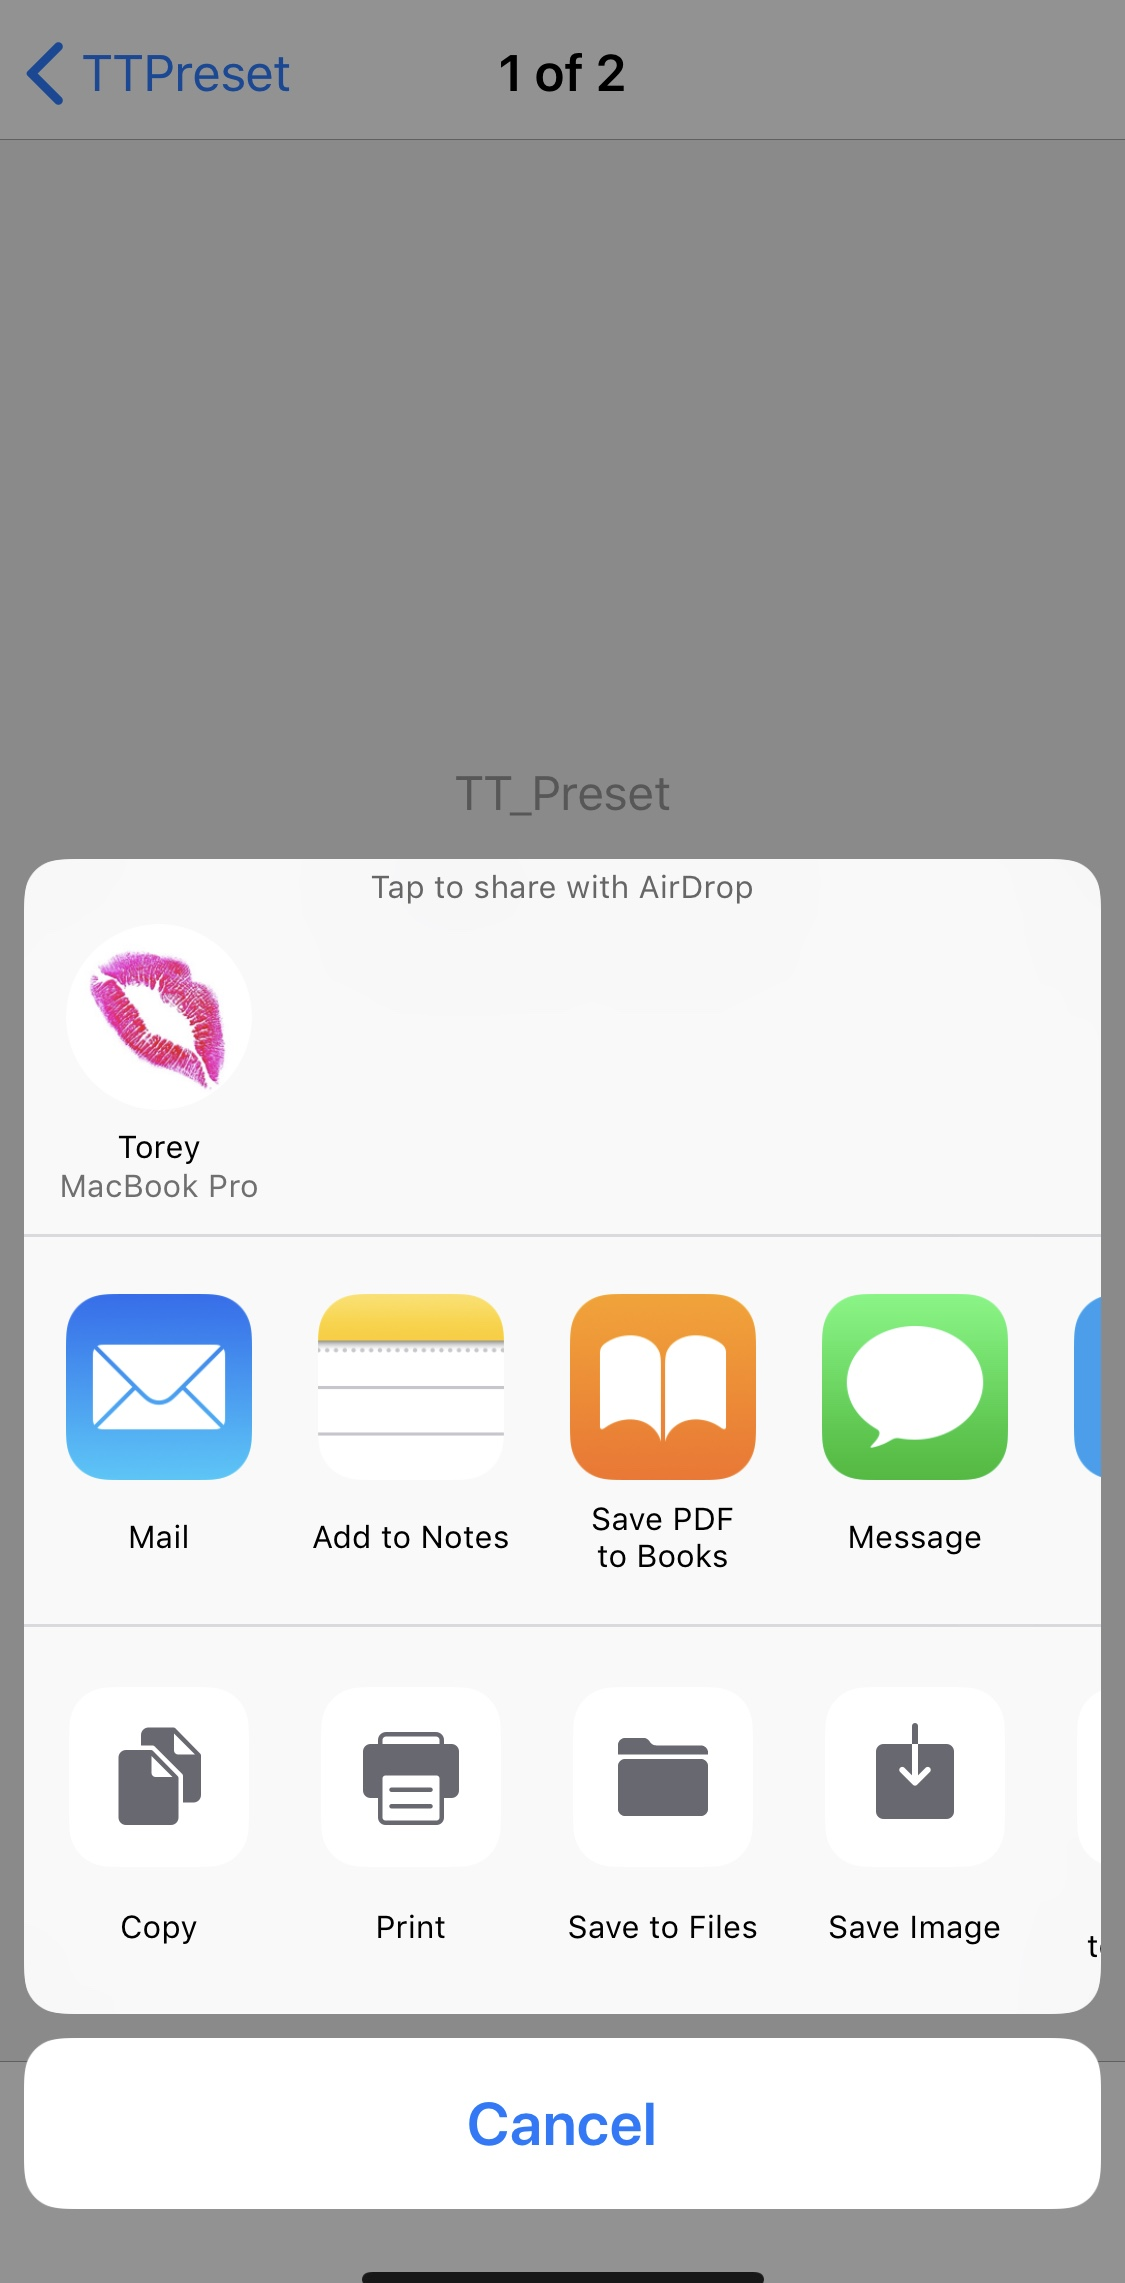 TTPreset
1 of 2
TT_Preset
Tap to share with AirDrop
Torey
MacBook Pro
Mail
Add to Notes
Save PDF
to Books
Message
Copy
Print
Save to Files
Save Image
Cancel